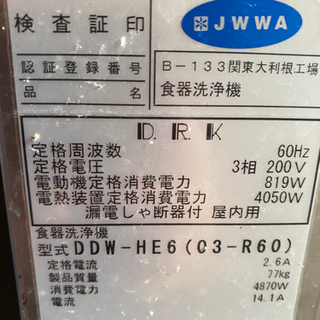 検査証印
JWWA
認証登録番号 B－133関東大利根工場
品名 食器洗浄機
D.R.K
定格周波数 60Hz
定格電圧 3相 200V
電動機定格消費電力 819W
電熱装置定格消費電力 4050W
漏電しゃ断器付 屋内用
食器洗浄機
型式 DDW-HE6(03-R60)
定格電流 2.6A
製品質量 77kg
消費電力 4870W
電流 14.1A